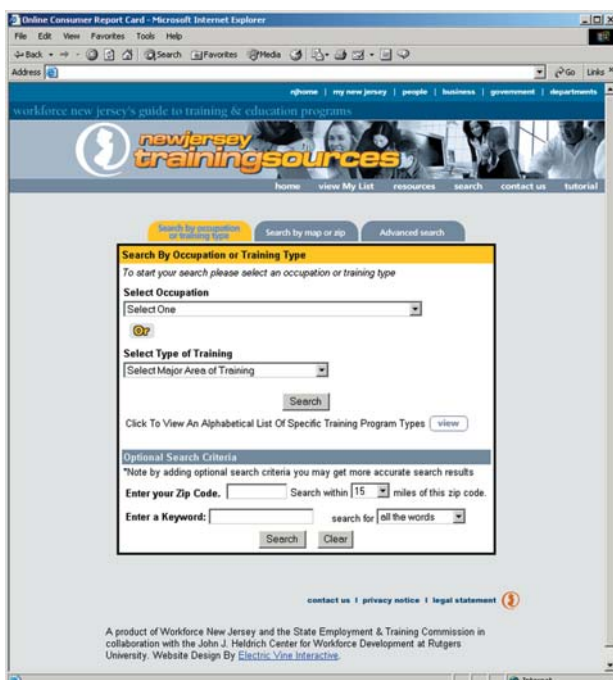 Online Consumer Report Card - Microsoft Internet Explorer
File Edit View Favorites Tools Help
Back Search Favorites Media
Address Go Links
njhome | my new jersey | people | business | government | departments
workforce new jersey's guide to training & education programs
newjersey
trainingsources
home view My List resources search contact us tutorial
Search by occupation or training type Search by map or zip Advanced search
Search By Occupation or Training Type
To start your search please select an occupation or training type
Select Occupation
Select One
Or
Select Type of Training
Select Major Area of Training
Search
Click To View An Alphabetical List Of Specific Training Program Types view
Optional Search Criteria
*Note by adding optional search criteria you may get more accurate search results
Enter your Zip Code. Search within 15 miles of this zip code.
Enter a Keyword: search for all the words
Search Clear
contact us | privacy notice | legal statement
A product of Workforce New Jersey and the State Employment & Training Commission in
collaboration with the John J. Heldrich Center for Workforce Development at Rutgers
University. Website Design By Electric Vine Interactive.
Internet